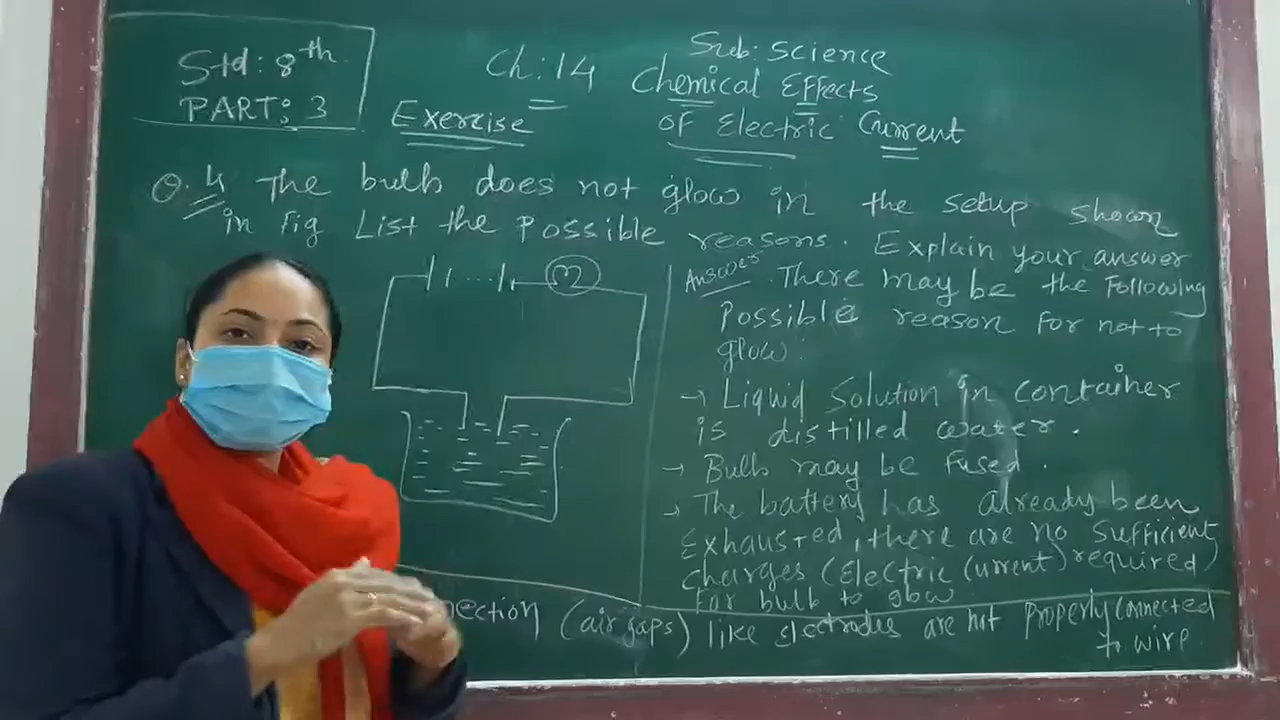 Std: 8th
PART: 3
Ch: 14
Exercise
Sub: Science
Chemical Effects
of Electric Current
Q. 4 The bulb does not glow in the setup shown
in Fig List the Possible reasons. Explain your answer
Answer There may be the Following
Possible reason For not to
glow:
→ Liquid Solution in container
is distilled water.
→ Bulb may be Fused.
→ The battery has already been
Exhausted, there are no sufficient
charges (Electric Current) required)
For bulb to glow
nection (air gaps) like electrodes are not properly connected
to wire